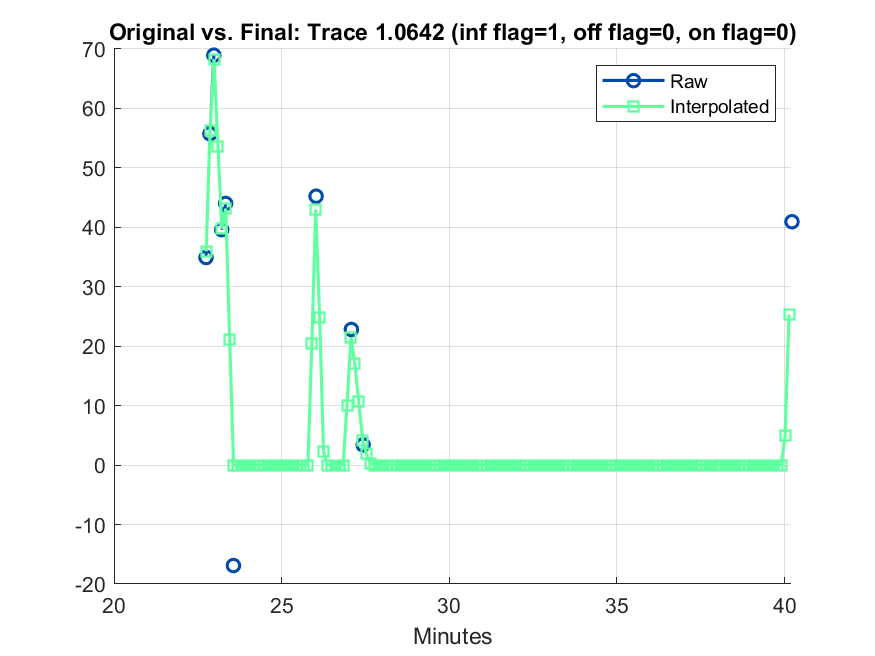 Original vs. Final: Trace 1.0642 (inf flag=1, off flag=0, on flag=0)
70
60
50
40
30
20
10
0
-10
-20
Raw
Interpolated
20 25 30 35 40
Minutes